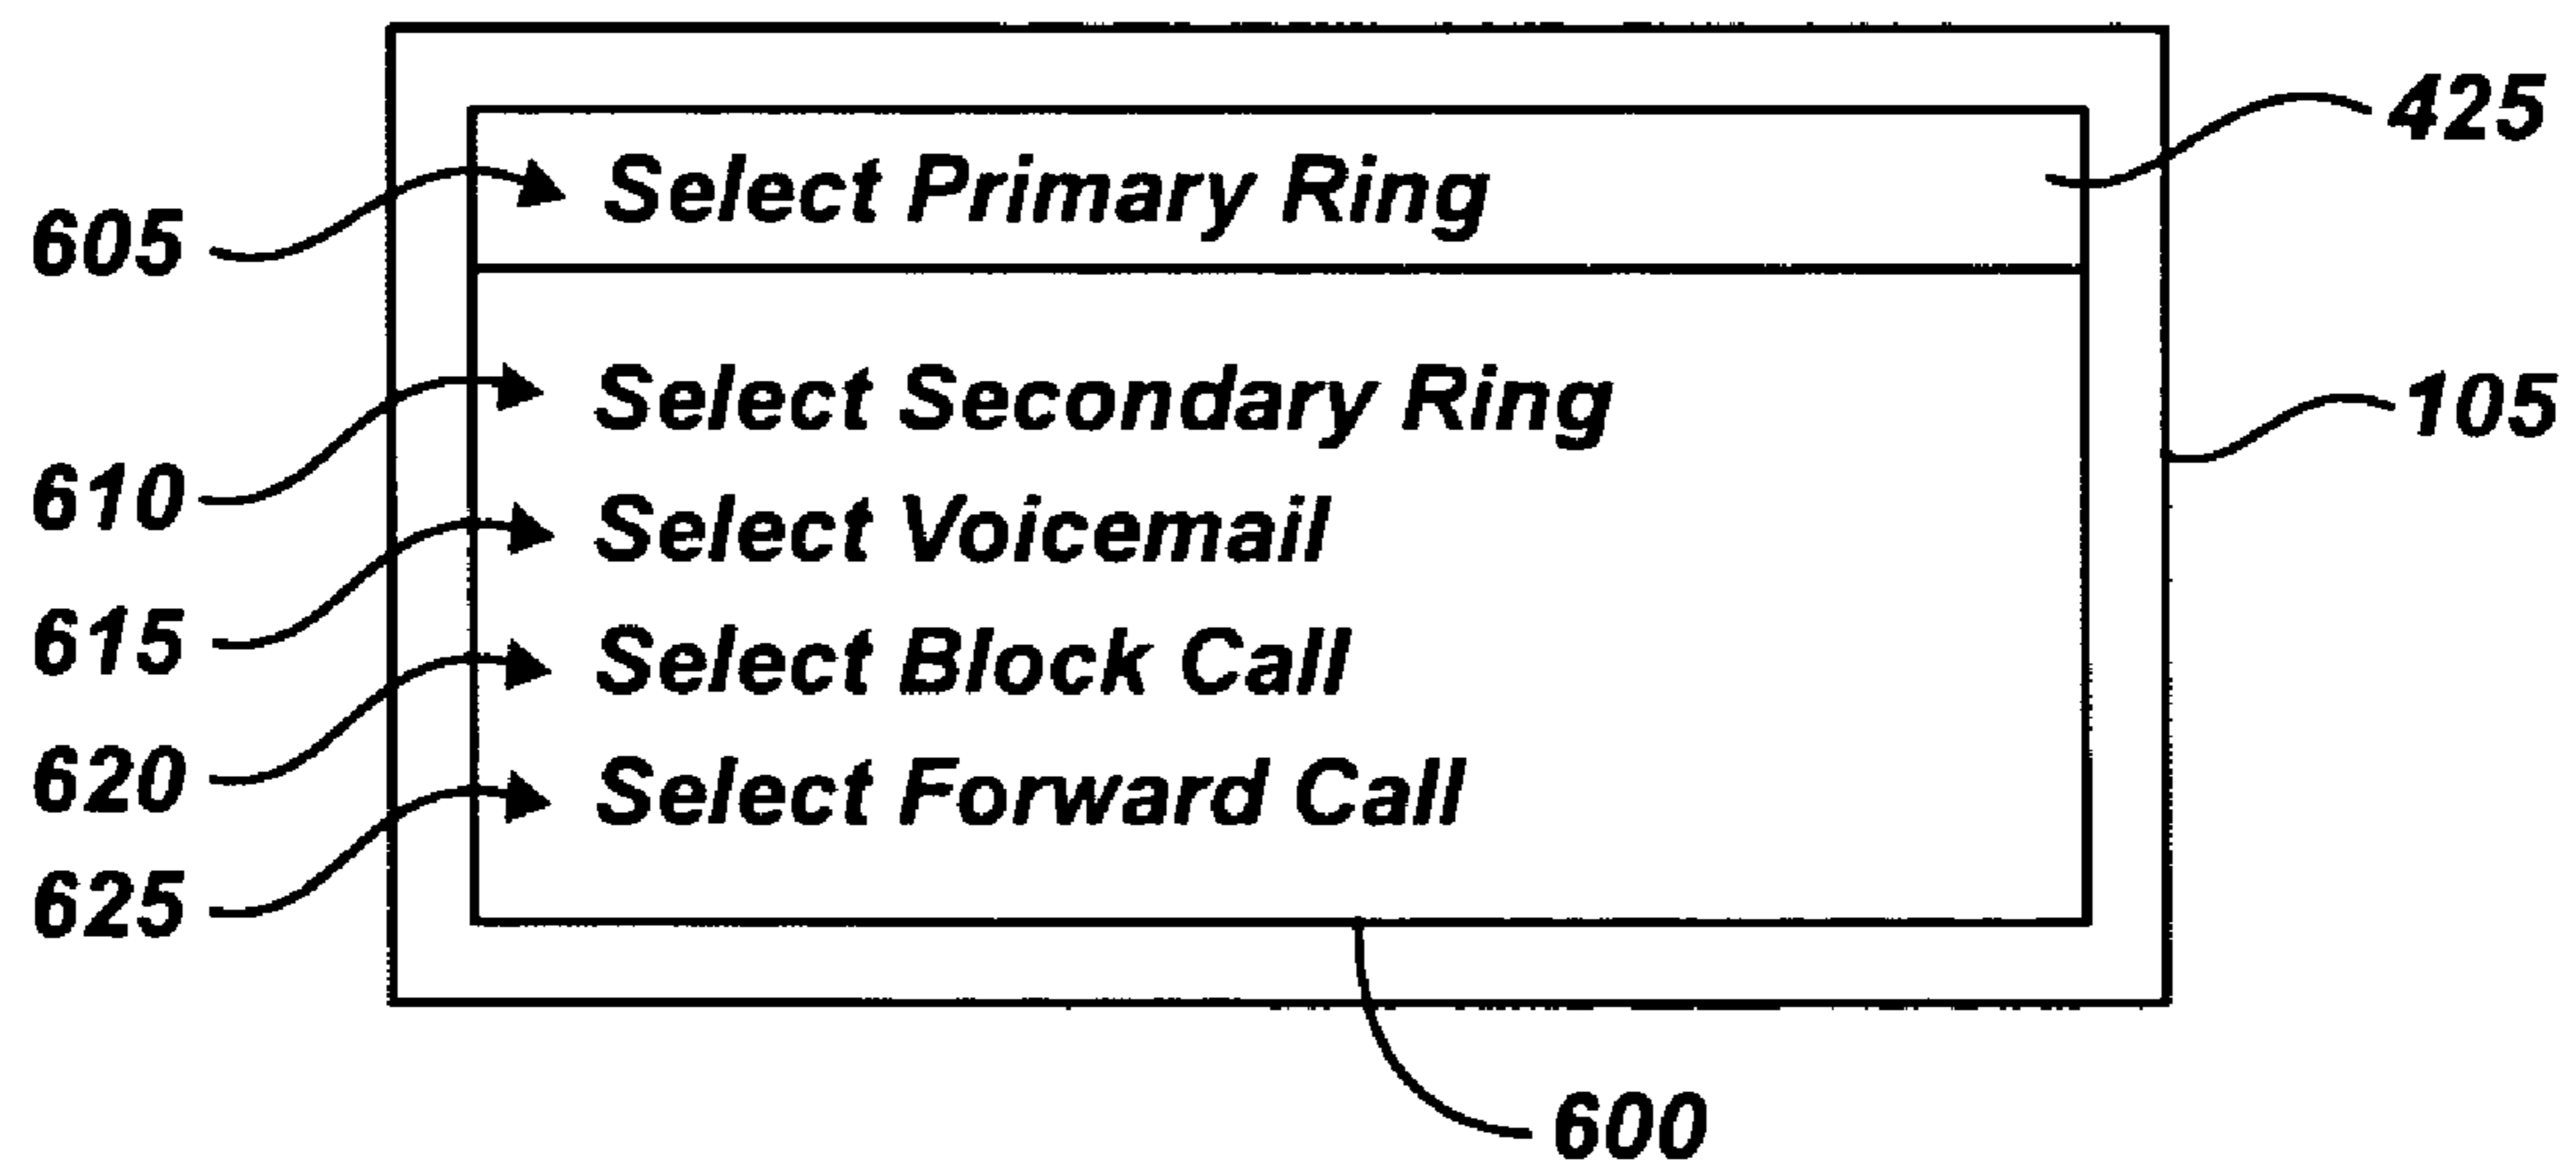 425
605 Select Primary Ring
105
610 Select Secondary Ring
615 Select Voicemail
620 Select Block Call
625 Select Forward Call
600